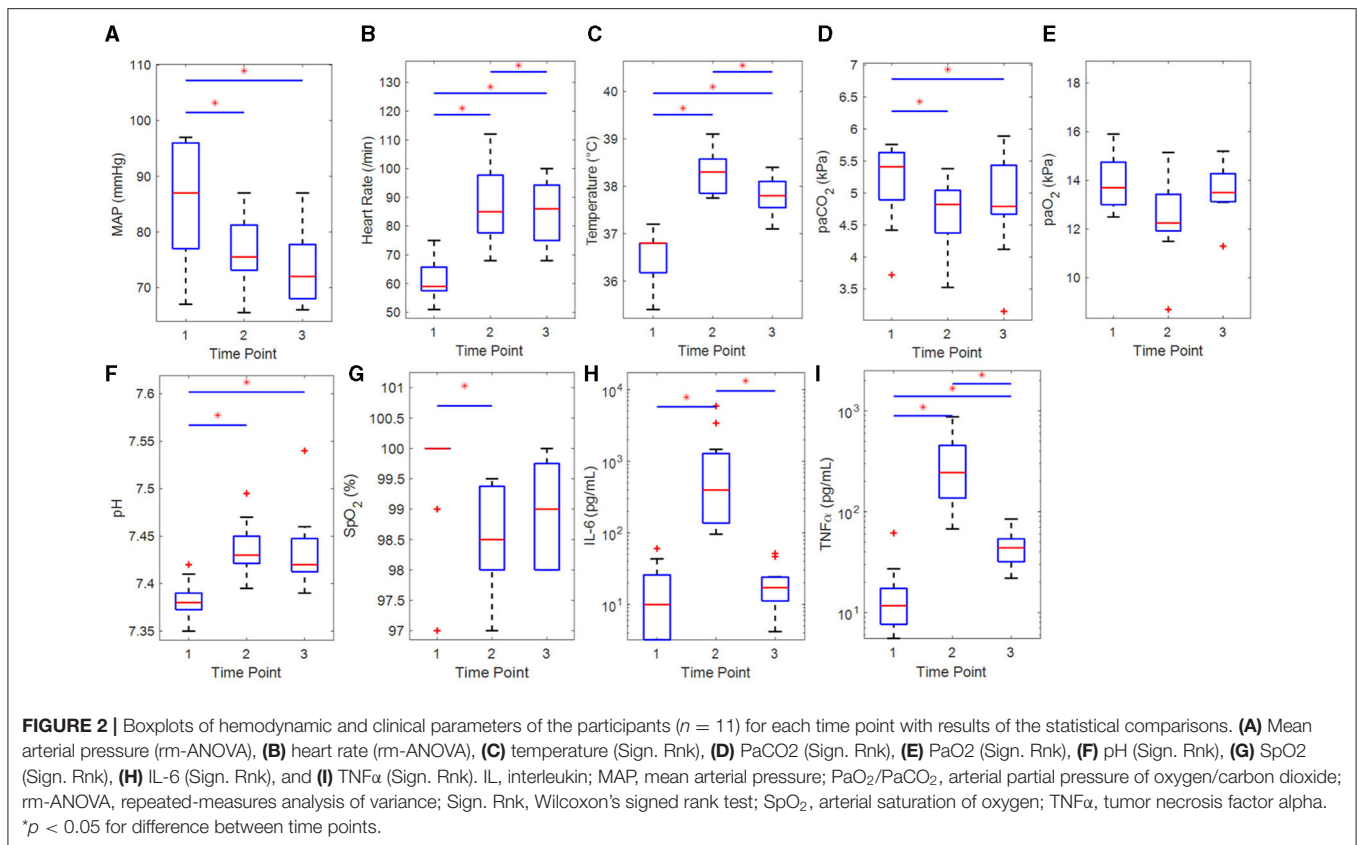 A
B
C
D
E
110
100
90
80
70
MAP (mmHg)
1 2 3
Time Point
130
120
110
100
90
80
70
60
50
Heart Rate (/min)
1 2 3
Time Point
40
39
38
37
36
Temperature (°C)
1 2 3
Time Point
7
6.5
6
5.5
5
4.5
4
3.5
paCO2 (kPa)
1 2 3
Time Point
18
16
14
12
10
paO2 (kPa)
1 2 3
Time Point
F
G
H
I
7.6
7.55
7.5
7.45
7.4
7.35
pH
1 2 3
Time Point
101
100.5
100
99.5
99
98.5
98
97.5
97
SpO2 (%)
1 2 3
Time Point
10^4
10^3
10^2
10^1
IL-6 (pg/mL)
1 2 3
Time Point
10^3
10^2
10^1
TNFα (pg/mL)
1 2 3
Time Point
FIGURE 2 | Boxplots of hemodynamic and clinical parameters of the participants (n = 11) for each time point with results of the statistical comparisons. (A) Mean
arterial pressure (rm-ANOVA), (B) heart rate (rm-ANOVA), (C) temperature (Sign. Rnk), (D) PaCO2 (Sign. Rnk), (E) PaO2 (Sign. Rnk), (F) pH (Sign. Rnk), (G) SpO2
(Sign. Rnk), (H) IL-6 (Sign. Rnk), and (I) TNFα (Sign. Rnk). IL, interleukin; MAP, mean arterial pressure; PaO2/PaCO2, arterial partial pressure of oxygen/carbon dioxide;
rm-ANOVA, repeated-measures analysis of variance; Sign. Rnk, Wilcoxon's signed rank test; SpO2, arterial saturation of oxygen; TNFα, tumor necrosis factor alpha.
*p < 0.05 for difference between time points.